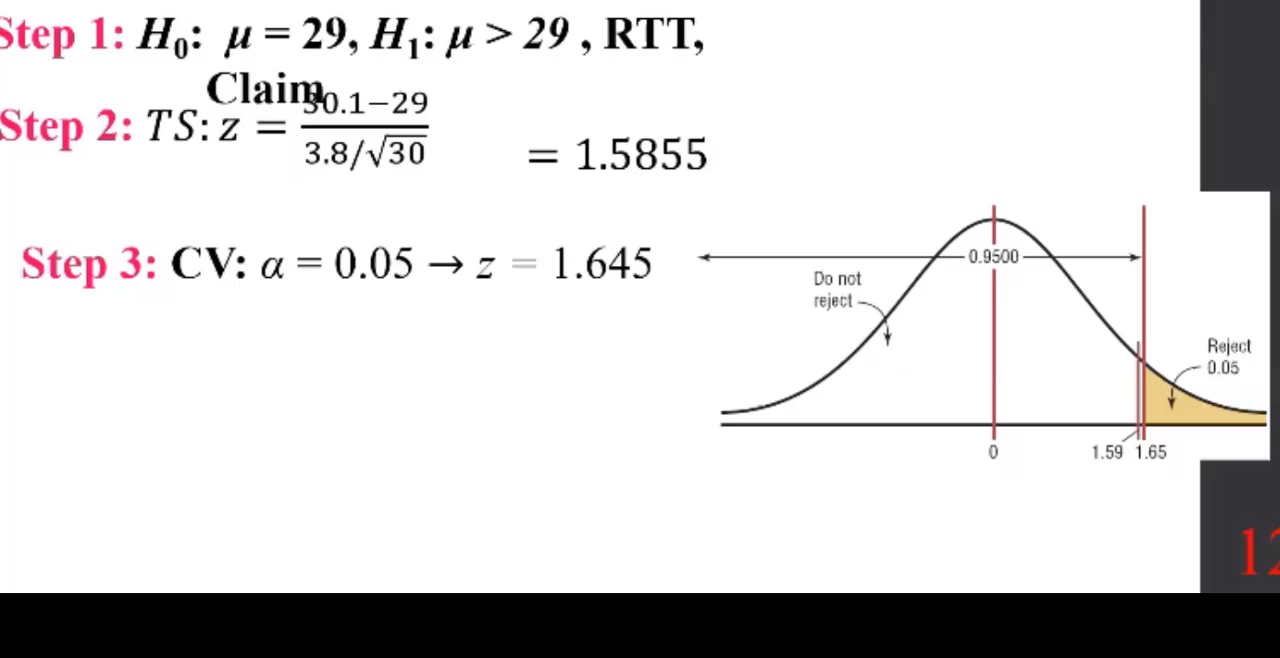 Step 1: H₀: μ = 29, H₁: μ > 29 , RTT,
Claim
Step 2: TS: z = (30.1−29)/(3.8/√30) = 1.5855
Step 3: CV: α = 0.05 → z = 1.645
0.9500
Do not
reject
Reject
0.05
0
1.59 1.65